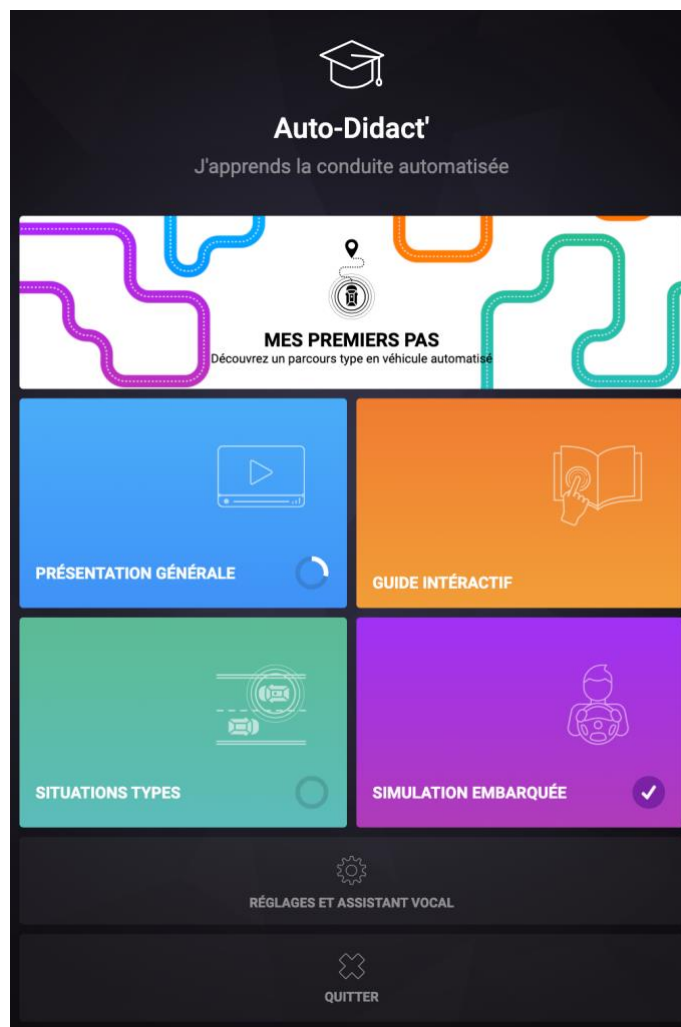 Auto-Didact'
J'apprends la conduite automatisée
MES PREMIERS PAS
Découvrez un parcours type en véhicule automatisé
PRÉSENTATION GÉNÉRALE
GUIDE INTÉRACTIF
SITUATIONS TYPES
SIMULATION EMBARQUÉE
RÉGLAGES ET ASSISTANT VOCAL
QUITTER